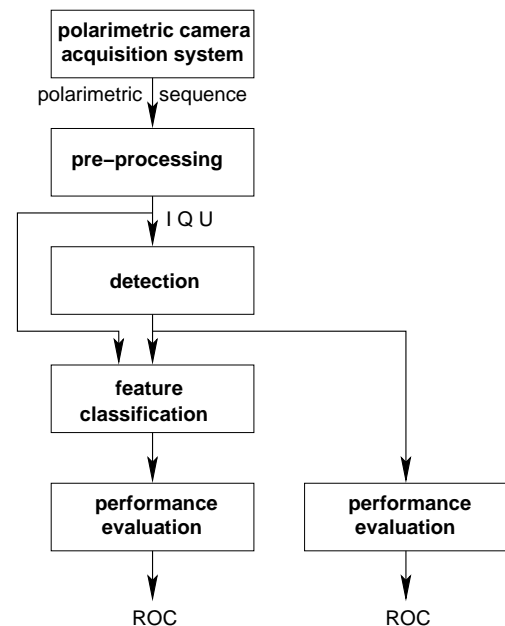 polarimetric camera
acquisition system
polarimetric sequence
pre−processing
I Q U
detection
feature
classification
performance
evaluation
performance
evaluation
ROC
ROC